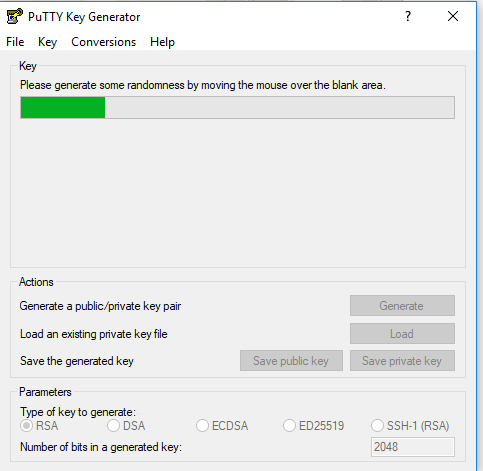 PuTTY Key Generator ?
File Key Conversions Help
Key
Please generate some randomness by moving the mouse over the blank area.
Actions
Generate a public/private key pair Generate
Load an existing private key file Load
Save the generated key Save public key Save private key
Parameters
Type of key to generate:
RSA DSA ECDSA ED25519 SSH-1 (RSA)
Number of bits in a generated key: 2048